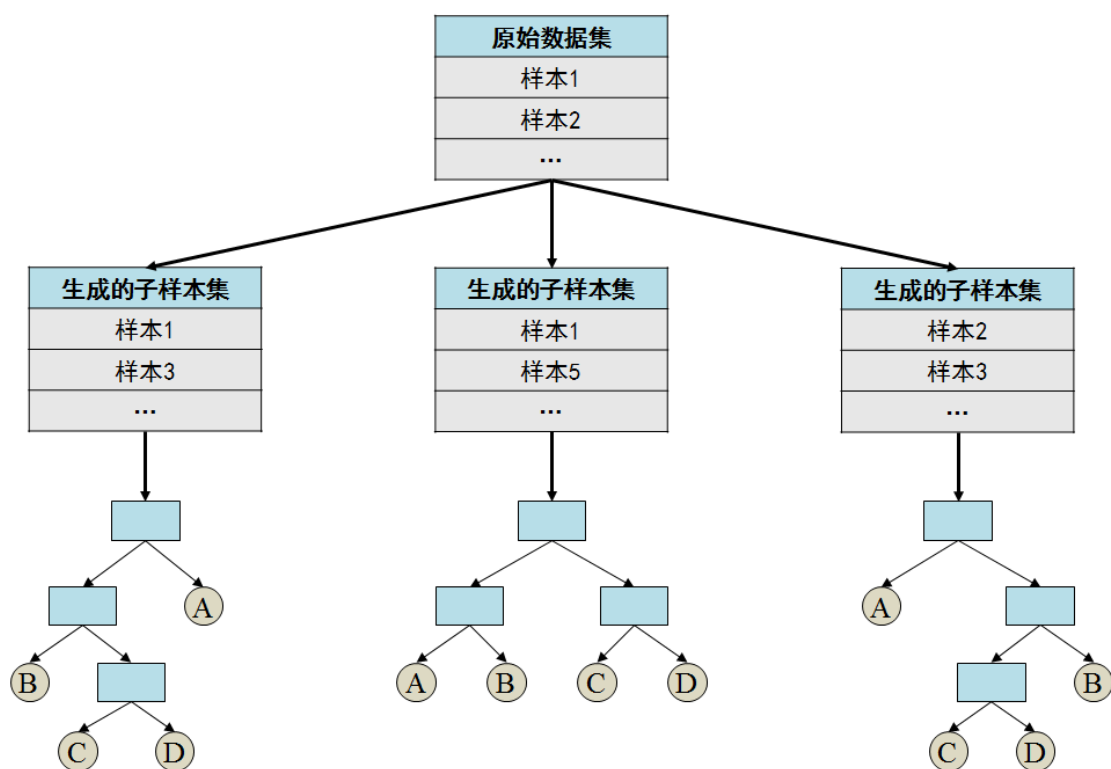 原始数据集
样本1
样本2
...
生成的子样本集
样本1
样本3
...
生成的子样本集
样本1
样本5
...
生成的子样本集
样本2
样本3
...
A
B
C
D
A
B
C
D
A
B
C
D